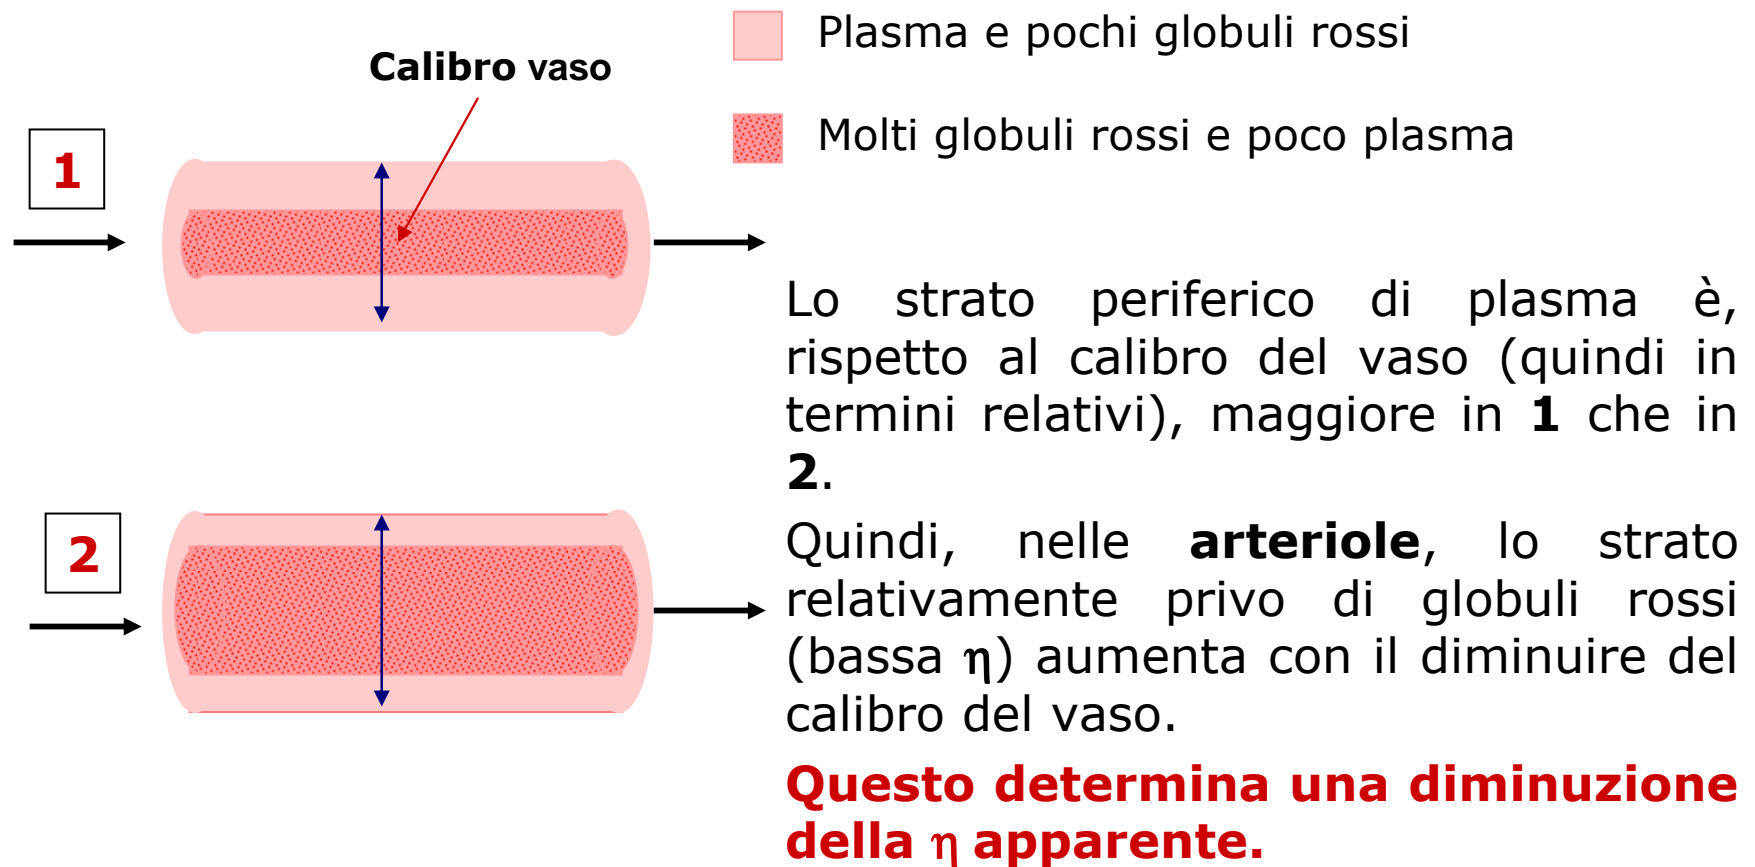 Plasma e pochi globuli rossi
Calibro vaso
Molti globuli rossi e poco plasma
1
Lo strato periferico di plasma è,
rispetto al calibro del vaso (quindi in
termini relativi), maggiore in 1 che in
2.
2
Quindi, nelle arteriole, lo strato
relativamente privo di globuli rossi
(bassa η) aumenta con il diminuire del
calibro del vaso.
Questo determina una diminuzione
della η apparente.